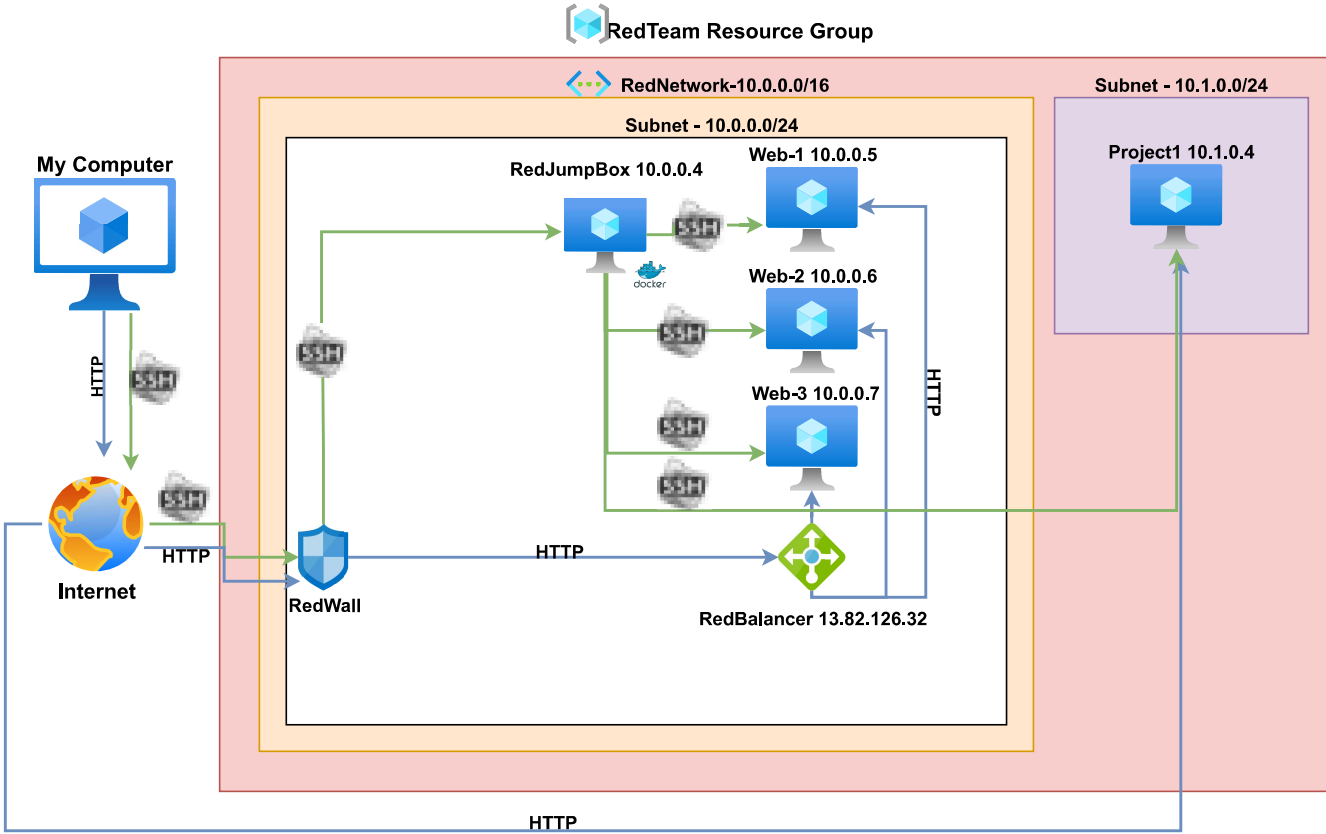 RedTeam Resource Group
RedNetwork-10.0.0.0/16
Subnet - 10.1.0.0/24
Subnet - 10.0.0.0/24
My Computer
RedJumpBox 10.0.0.4
Web-1 10.0.0.5
Project1 10.1.0.4
SSH
docker
Web-2 10.0.0.6
SSH
SSH
HTTP
SSH
Web-3 10.0.0.7
HTTP
SSH
SSH
SSH
HTTP
HTTP
Internet
RedWall
RedBalancer 13.82.126.32
HTTP